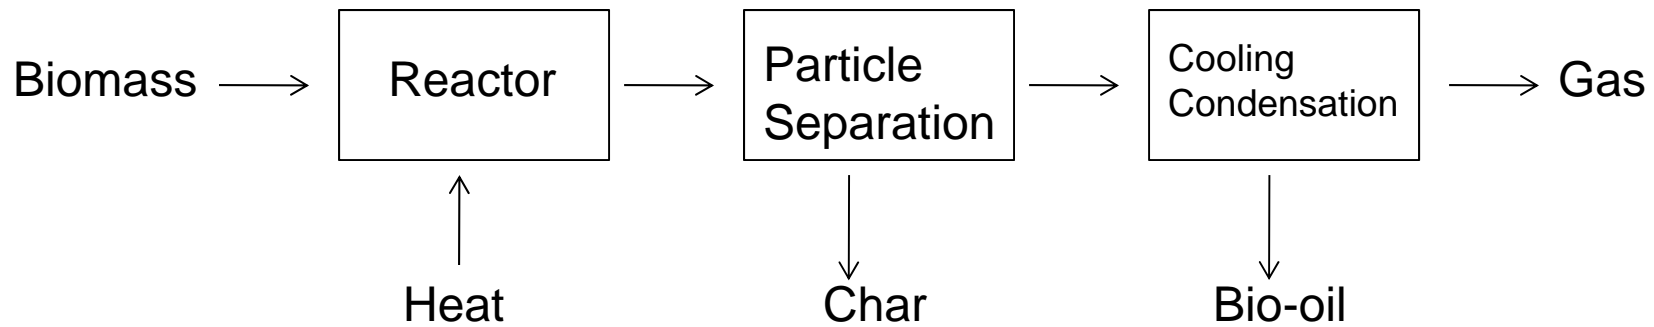 Biomass
Reactor
Particle
Separation
Cooling
Condensation
Gas
Heat
Char
Bio-oil